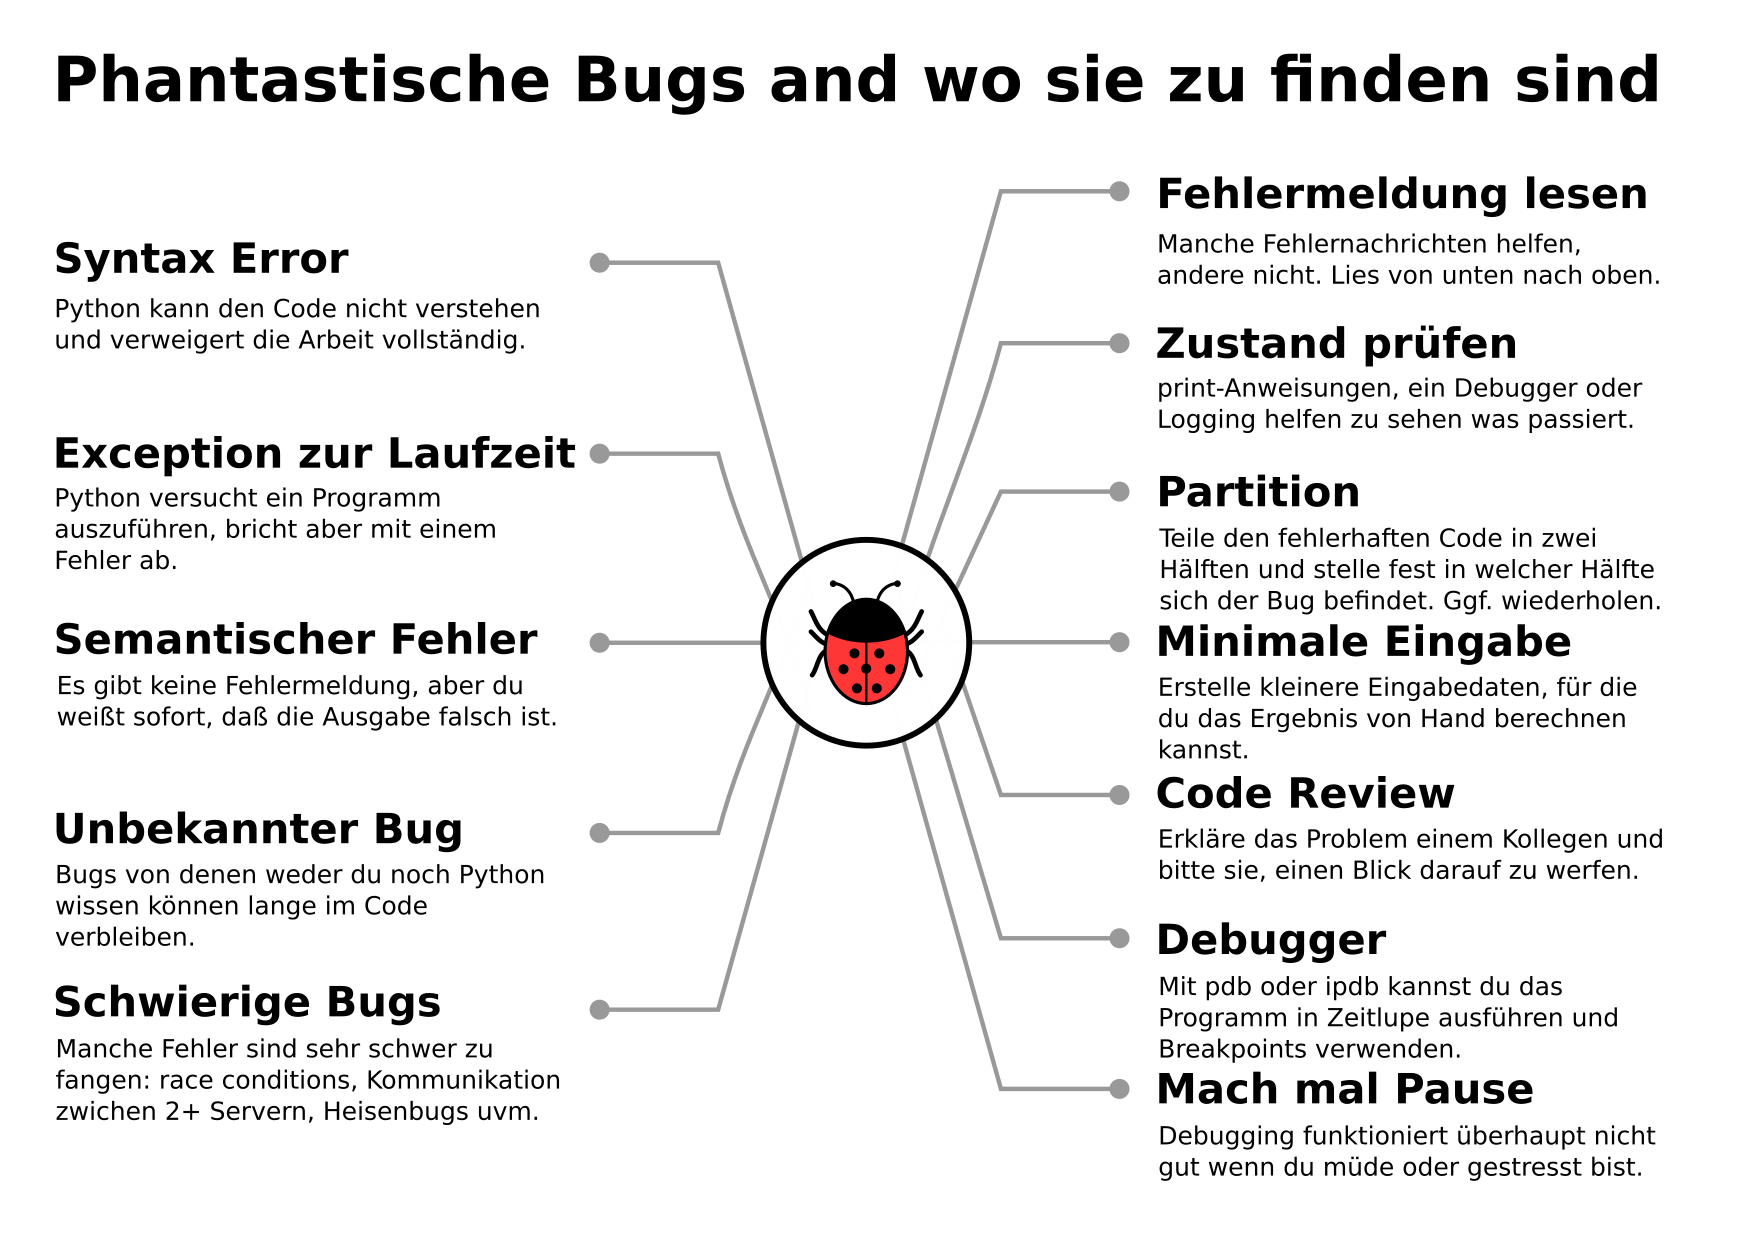 Phantastische Bugs and wo sie zu finden sind
Syntax Error
Python kann den Code nicht verstehen
und verweigert die Arbeit vollständig.
Exception zur Laufzeit
Python versucht ein Programm
auszuführen, bricht aber mit einem
Fehler ab.
Semantischer Fehler
Es gibt keine Fehlermeldung, aber du
weißt sofort, daß die Ausgabe falsch ist.
Unbekannter Bug
Bugs von denen weder du noch Python
wissen können lange im Code
verbleiben.
Schwierige Bugs
Manche Fehler sind sehr schwer zu
fangen: race conditions, Kommunikation
zwichen 2+ Servern, Heisenbugs uvm.
Fehlermeldung lesen
Manche Fehlernachrichten helfen,
andere nicht. Lies von unten nach oben.
Zustand prüfen
print-Anweisungen, ein Debugger oder
Logging helfen zu sehen was passiert.
Partition
Teile den fehlerhaften Code in zwei
Hälften und stelle fest in welcher Hälfte
sich der Bug befindet. Ggf. wiederholen.
Minimale Eingabe
Erstelle kleinere Eingabedaten, für die
du das Ergebnis von Hand berechnen
kannst.
Code Review
Erkläre das Problem einem Kollegen und
bitte sie, einen Blick darauf zu werfen.
Debugger
Mit pdb oder ipdb kannst du das
Programm in Zeitlupe ausführen und
Breakpoints verwenden.
Mach mal Pause
Debugging funktioniert überhaupt nicht
gut wenn du müde oder gestresst bist.